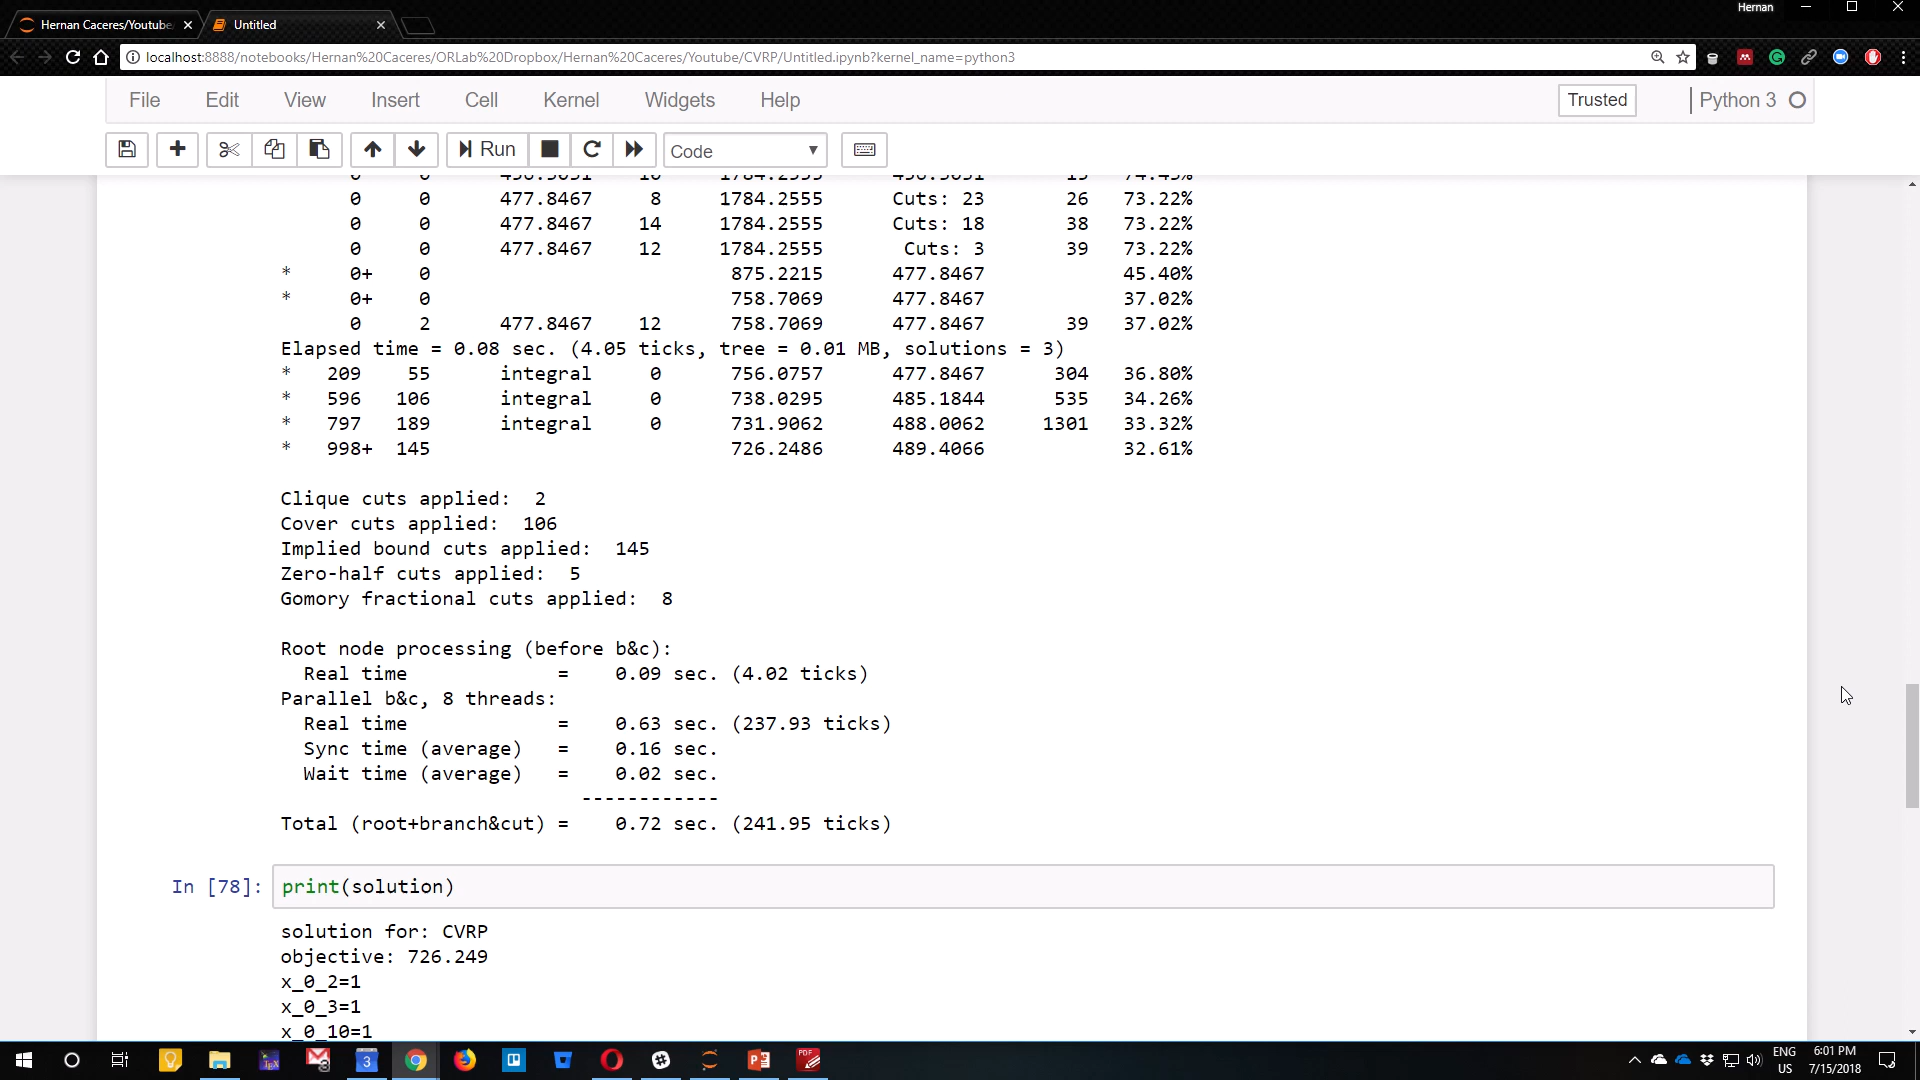 Hernan
Hernan Caceres/Youtube
Untitled
localhost:8888/notebooks/Hernan%20Caceres/ORLab%20Dropbox/Hernan%20Caceres/Youtube/CVRP/Untitled.ipynb?kernel_name=python3
File Edit View Insert Cell Kernel Widgets Help Trusted Python 3
Run Code
0 0 477.8467 8 1784.2555 Cuts: 23 26 73.22%
0 0 477.8467 14 1784.2555 Cuts: 18 38 73.22%
0 0 477.8467 12 1784.2555 Cuts: 3 39 73.22%
* 0+ 0 875.2215 477.8467 45.40%
* 0+ 0 758.7069 477.8467 37.02%
0 2 477.8467 12 758.7069 477.8467 39 37.02%
Elapsed time = 0.08 sec. (4.05 ticks, tree = 0.01 MB, solutions = 3)
* 209 55 integral 0 756.0757 477.8467 304 36.80%
* 596 106 integral 0 738.0295 485.1844 535 34.26%
* 797 189 integral 0 731.9062 488.0062 1301 33.32%
* 998+ 145 726.2486 489.4066 32.61%
Clique cuts applied: 2
Cover cuts applied: 106
Implied bound cuts applied: 145
Zero-half cuts applied: 5
Gomory fractional cuts applied: 8
Root node processing (before b&c):
Real time = 0.09 sec. (4.02 ticks)
Parallel b&c, 8 threads:
Real time = 0.63 sec. (237.93 ticks)
Sync time (average) = 0.16 sec.
Wait time (average) = 0.02 sec.
------------
Total (root+branch&cut) = 0.72 sec. (241.95 ticks)
In [78]: print(solution)
solution for: CVRP
objective: 726.249
x_0_2=1
x_0_3=1
x_0_10=1
ENG
US
6:01 PM
7/15/2018